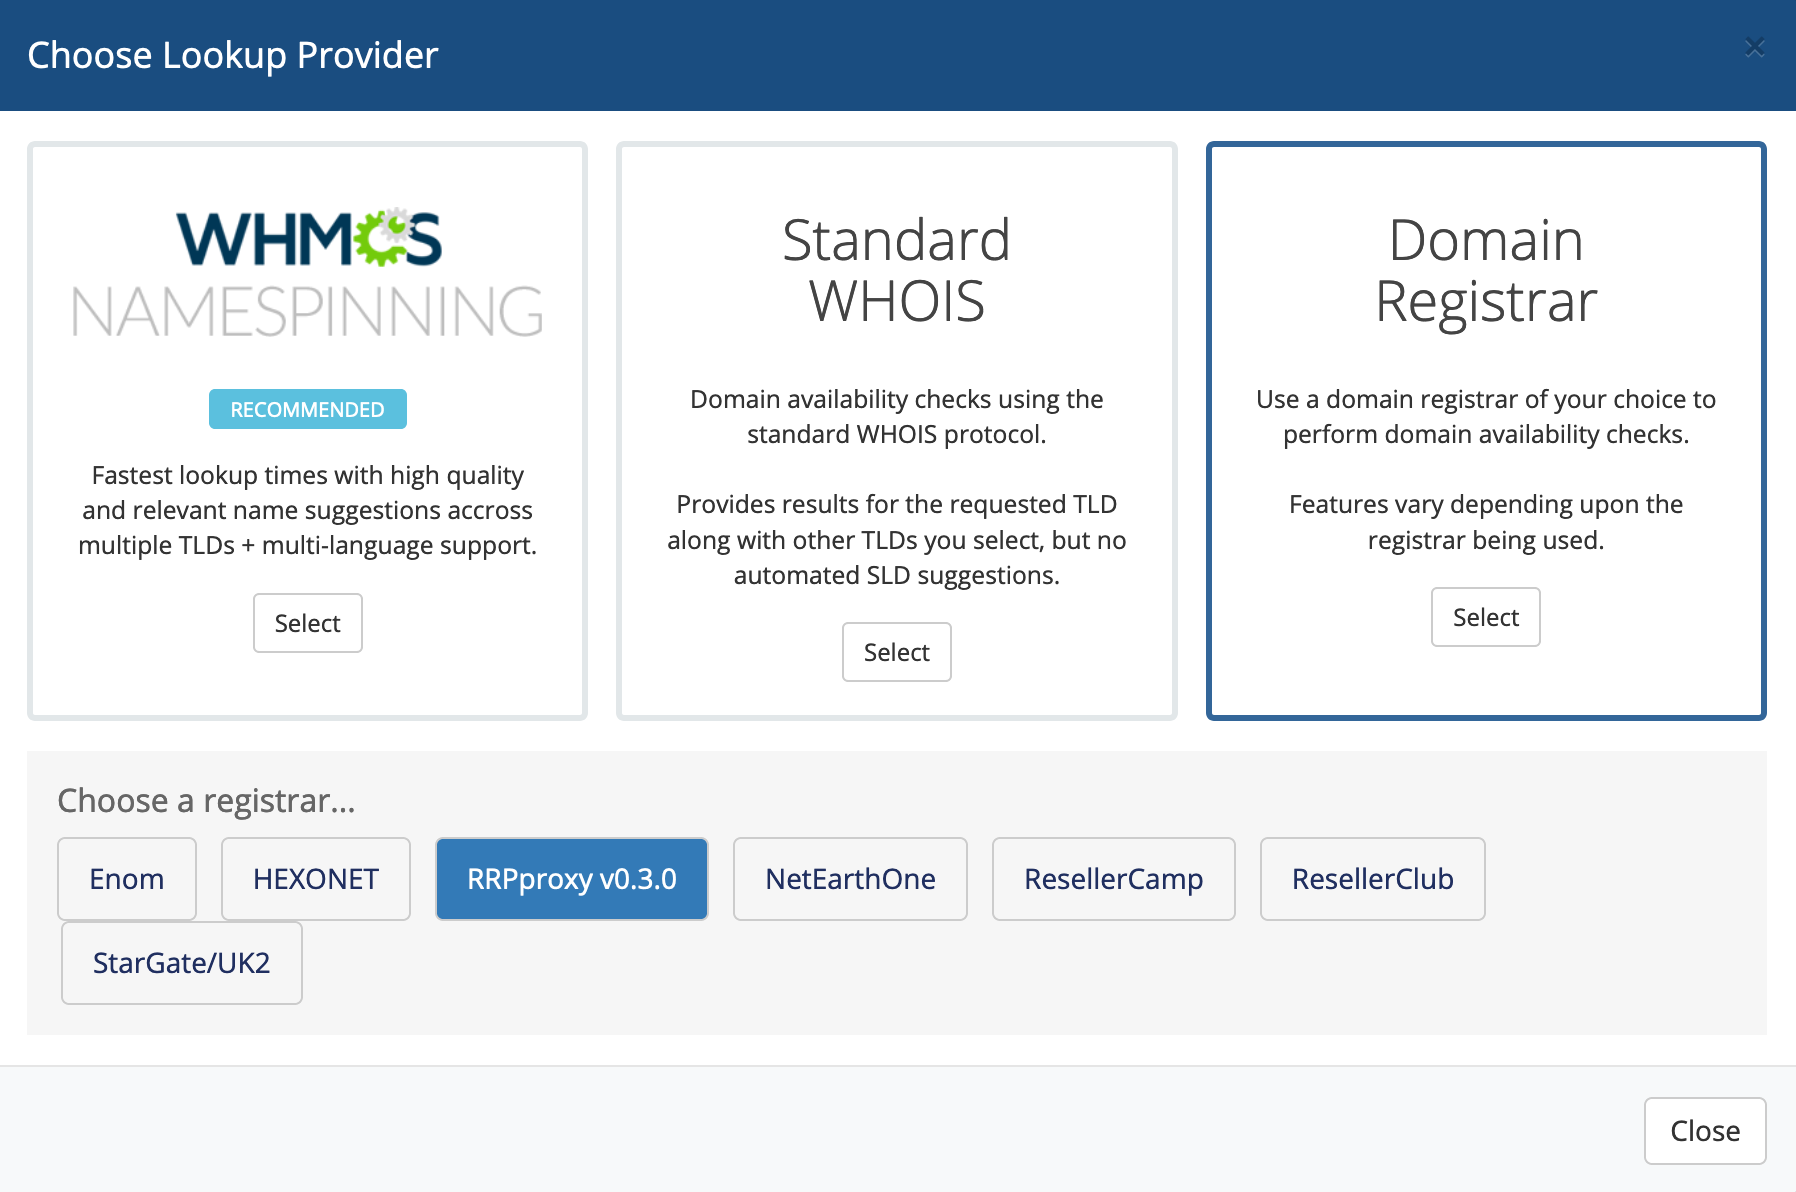 Choose Lookup Provider
×
WHMCS
NAMESPINNING
RECOMMENDED
Fastest lookup times with high quality
and relevant name suggestions accross
multiple TLDs + multi-language support.
Select
Standard
WHOIS
Domain availability checks using the
standard WHOIS protocol.
Provides results for the requested TLD
along with other TLDs you select, but no
automated SLD suggestions.
Select
Domain
Registrar
Use a domain registrar of your choice to
perform domain availability checks.
Features vary depending upon the
registrar being used.
Select
Choose a registrar...
Enom HEXONET RRPproxy v0.3.0 NetEarthOne ResellerCamp ResellerClub
StarGate/UK2
Close